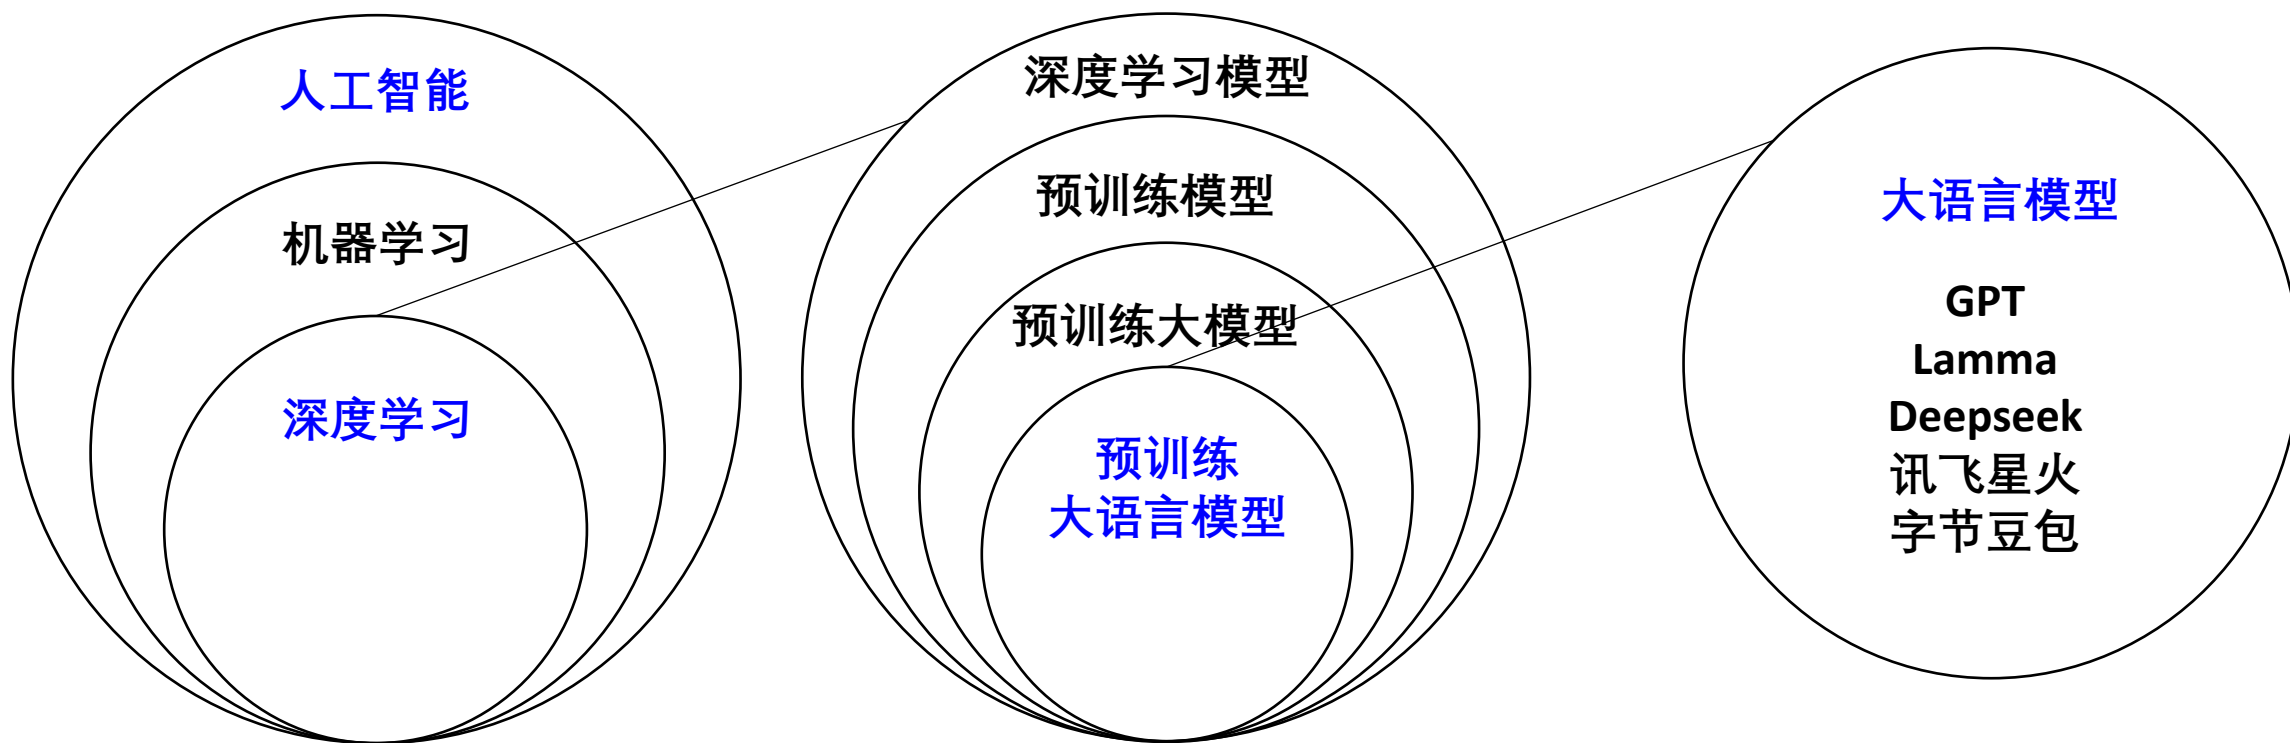 人工智能
机器学习
深度学习
深度学习模型
预训练模型
预训练大模型
预训练
大语言模型
大语言模型
GPT
Lamma
Deepseek
讯飞星火
字节豆包